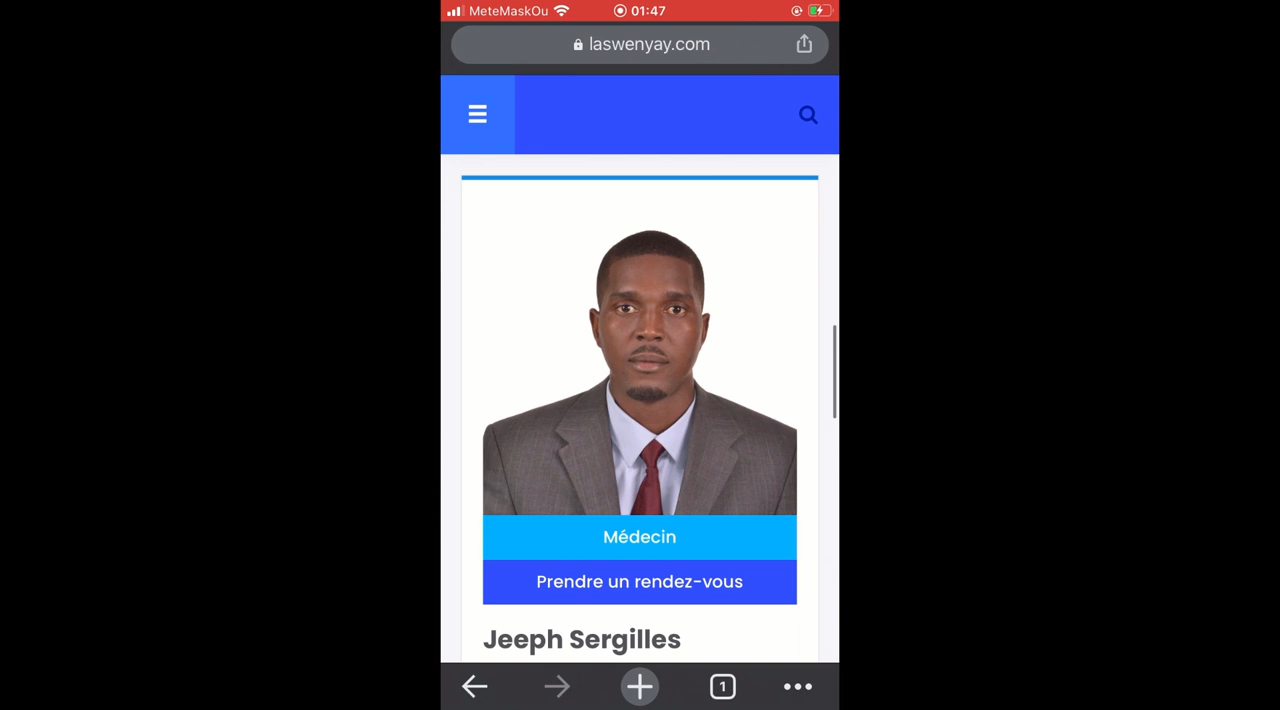 MeteMaskOu 01:47
laswenyay.com
Médecin
Prendre un rendez-vous
Jeeph Sergilles
1